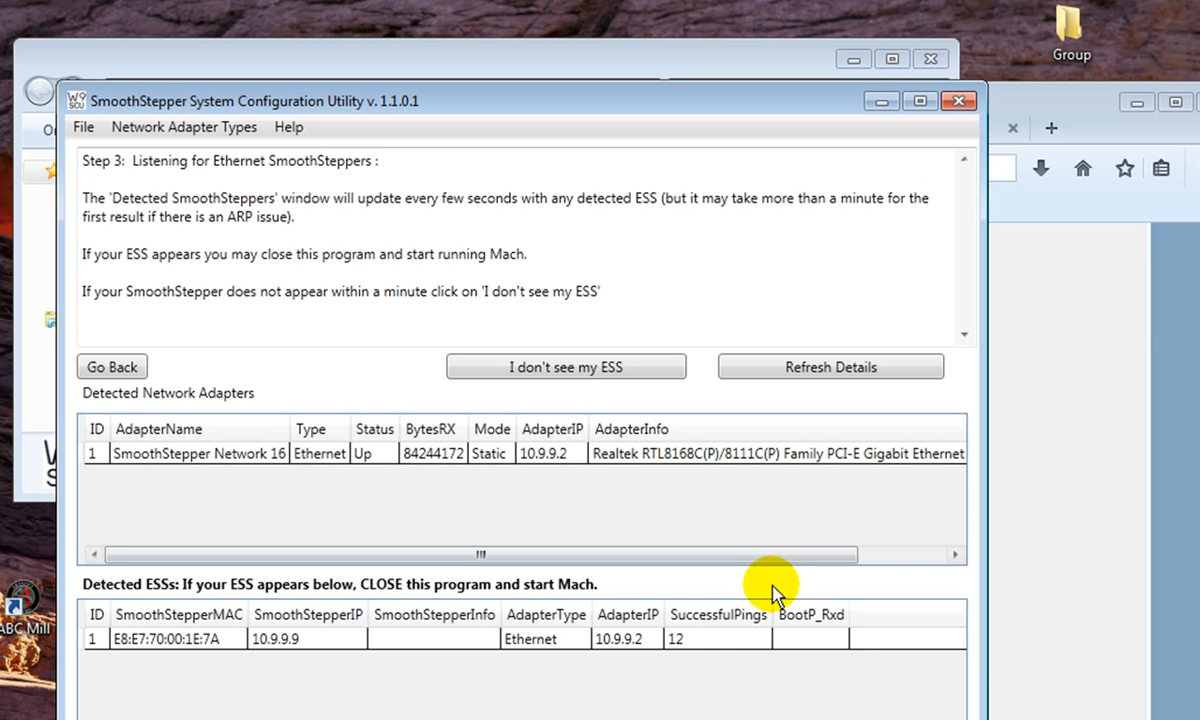 Group
SmoothStepper System Configuration Utility v. 1.1.0.1
File Network Adapter Types Help
Step 3: Listening for Ethernet SmoothSteppers :
The 'Detected SmoothSteppers' window will update every few seconds with any detected ESS (but it may take more than a minute for the
first result if there is an ARP issue).
If your ESS appears you may close this program and start running Mach.
If your SmoothStepper does not appear within a minute click on 'I don't see my ESS'
Go Back I don't see my ESS Refresh Details
Detected Network Adapters
ID AdapterName Type Status BytesRX Mode AdapterIP AdapterInfo
1 SmoothStepper Network 16 Ethernet Up 84244172 Static 10.9.9.2 Realtek RTL8168C(P)/8111C(P) Family PCI-E Gigabit Ethernet
Detected ESSs: If your ESS appears below, CLOSE this program and start Mach.
ID SmoothStepperMAC SmoothStepperIP SmoothStepperInfo AdapterType AdapterIP SuccessfulPings BootP_Rxd
1 E8:E7:70:00:1E:7A 10.9.9.9 Ethernet 10.9.9.2 12
ABC Mill